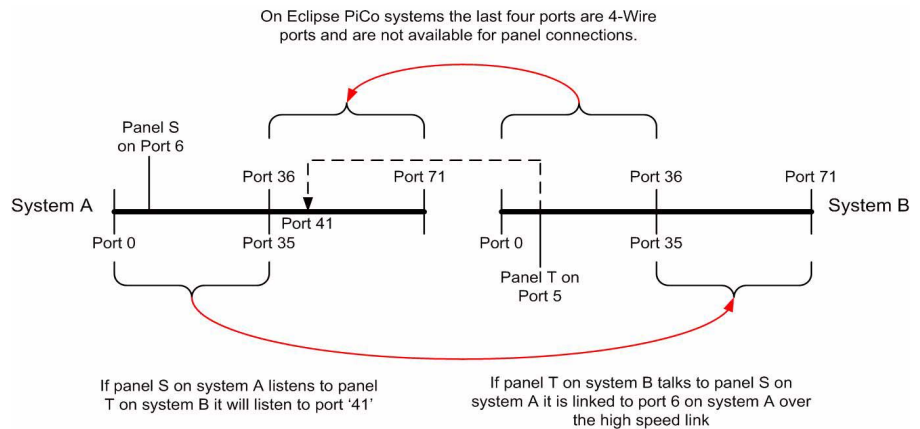 On Eclipse PiCo systems the last four ports are 4-Wire
ports and are not available for panel connections.
Panel S
on Port 6
Port 36
Port 71
Port 36
Port 71
System A
System B
Port 41
Port 0
Port 35
Port 0
Port 35
Panel T on
Port 5
If panel S on system A listens to panel
T on system B it will listen to port ‘41’
If panel T on system B talks to panel S on
system A it is linked to port 6 on system A over
the high speed link